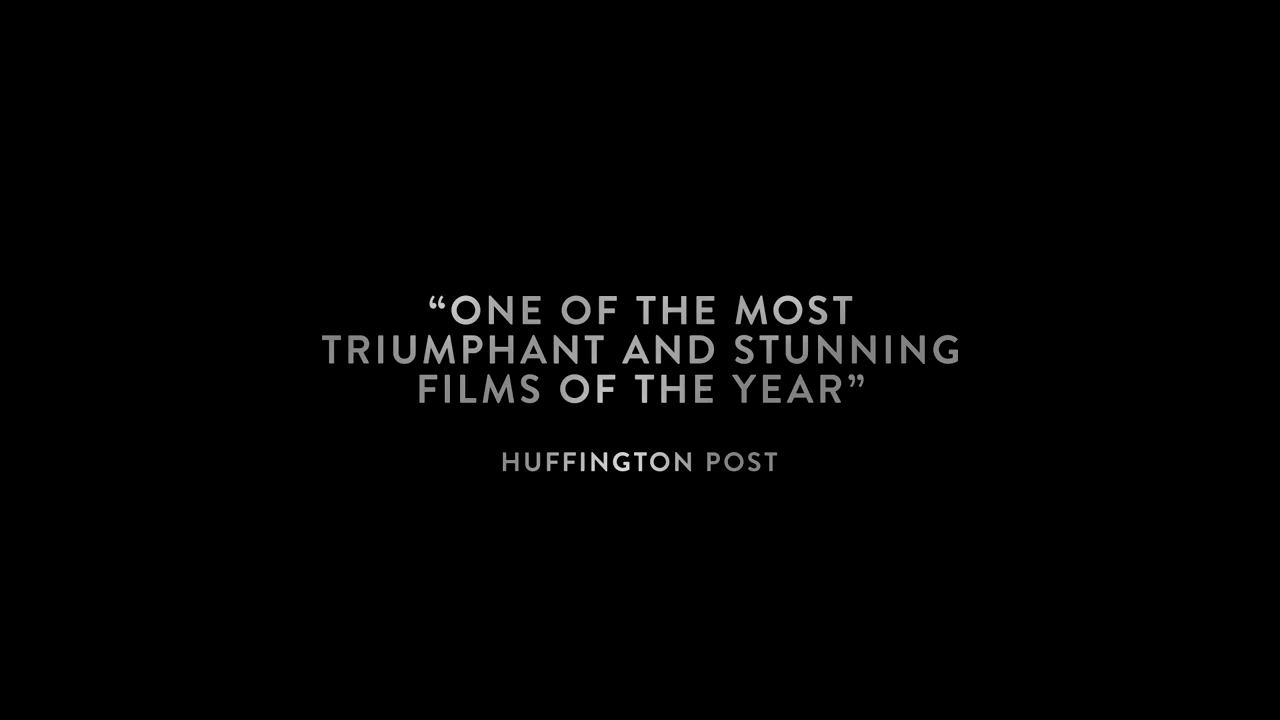 “ONE OF THE MOST
TRIUMPHANT AND STUNNING
FILMS OF THE YEAR”
HUFFINGTON POST